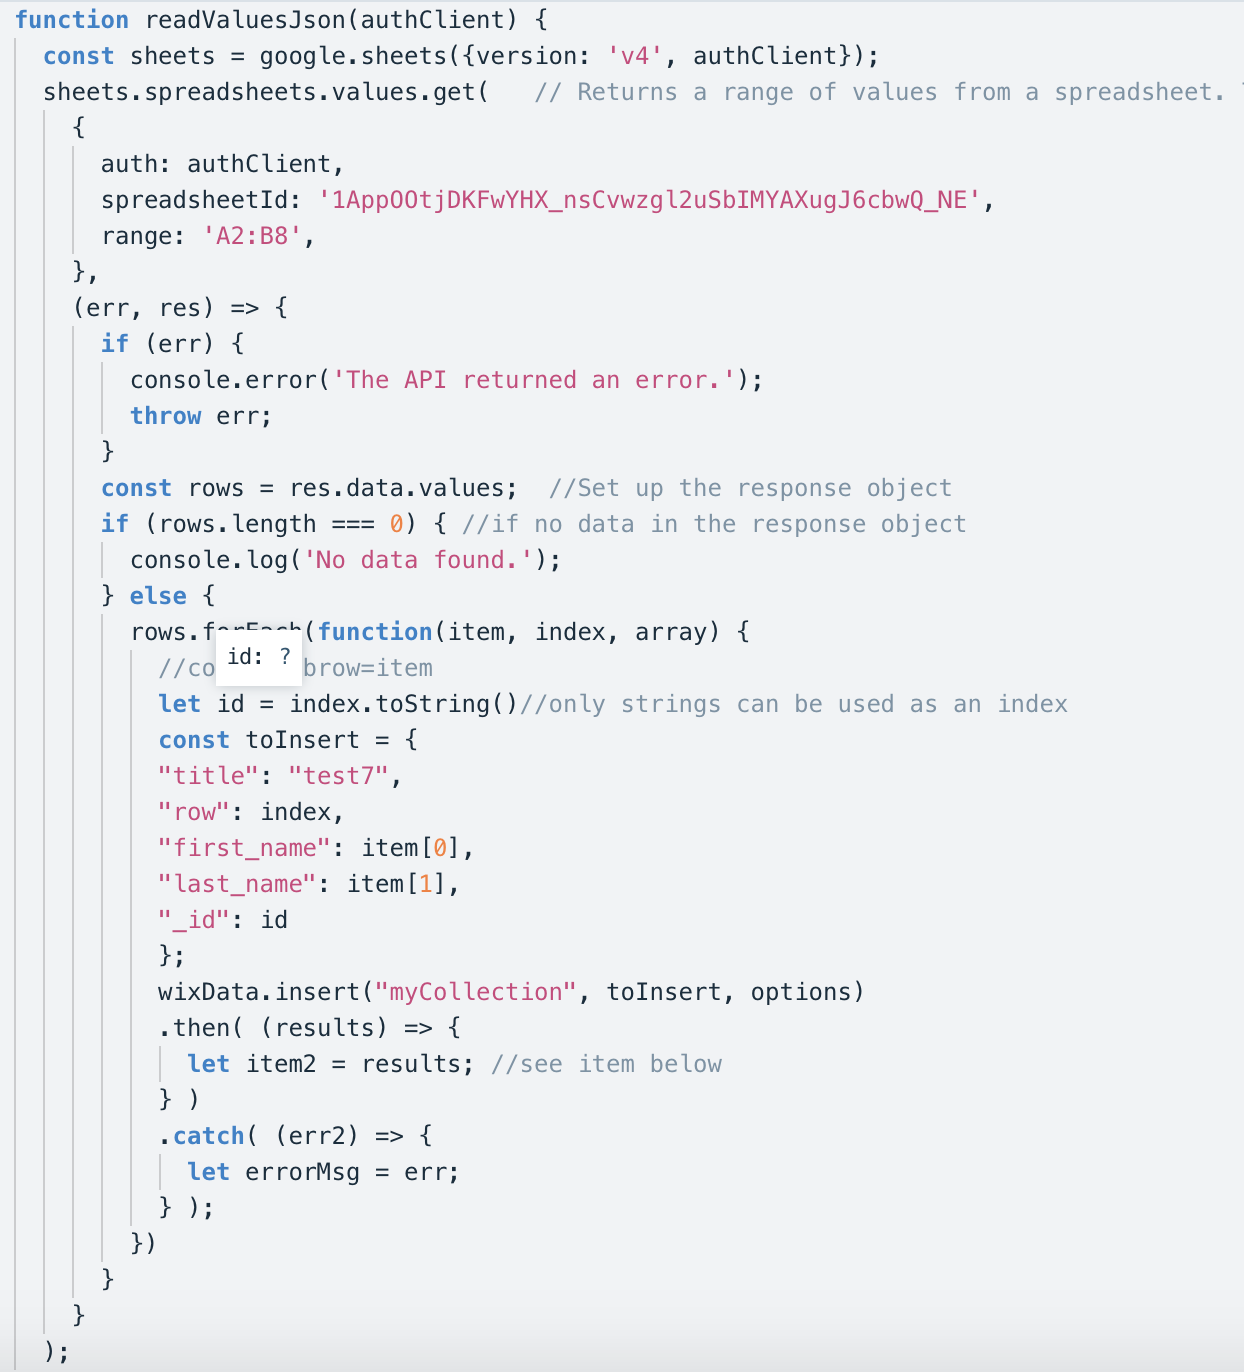 function readValuesJson(authClient) {
  const sheets = google.sheets({version: 'v4', authClient});
  sheets.spreadsheets.values.get(   // Returns a range of values from a spreadsheet.
    {
      auth: authClient,
      spreadsheetId: '1AppOOtjDKFwYHX_nsCvwzgl2uSbIMYAXugJ6cbwQ_NE',
      range: 'A2:B8',
    },
    (err, res) => {
      if (err) {
        console.error('The API returned an error.');
        throw err;
      }
      const rows = res.data.values;  //Set up the response object
      if (rows.length === 0) { //if no data in the response object
        console.log('No data found.');
      } else {
        rows.forEach(function(item, index, array) {
          //co id: ? brow=item
          let id = index.toString()//only strings can be used as an index
          const toInsert = {
          "title": "test7",
          "row": index,
          "first_name": item[0],
          "last_name": item[1],
          "_id": id
          };
          wixData.insert("myCollection", toInsert, options)
          .then( (results) => {
            let item2 = results; //see item below
          } )
          .catch( (err2) => {
            let errorMsg = err;
          } );
        })
      }
    }
  );